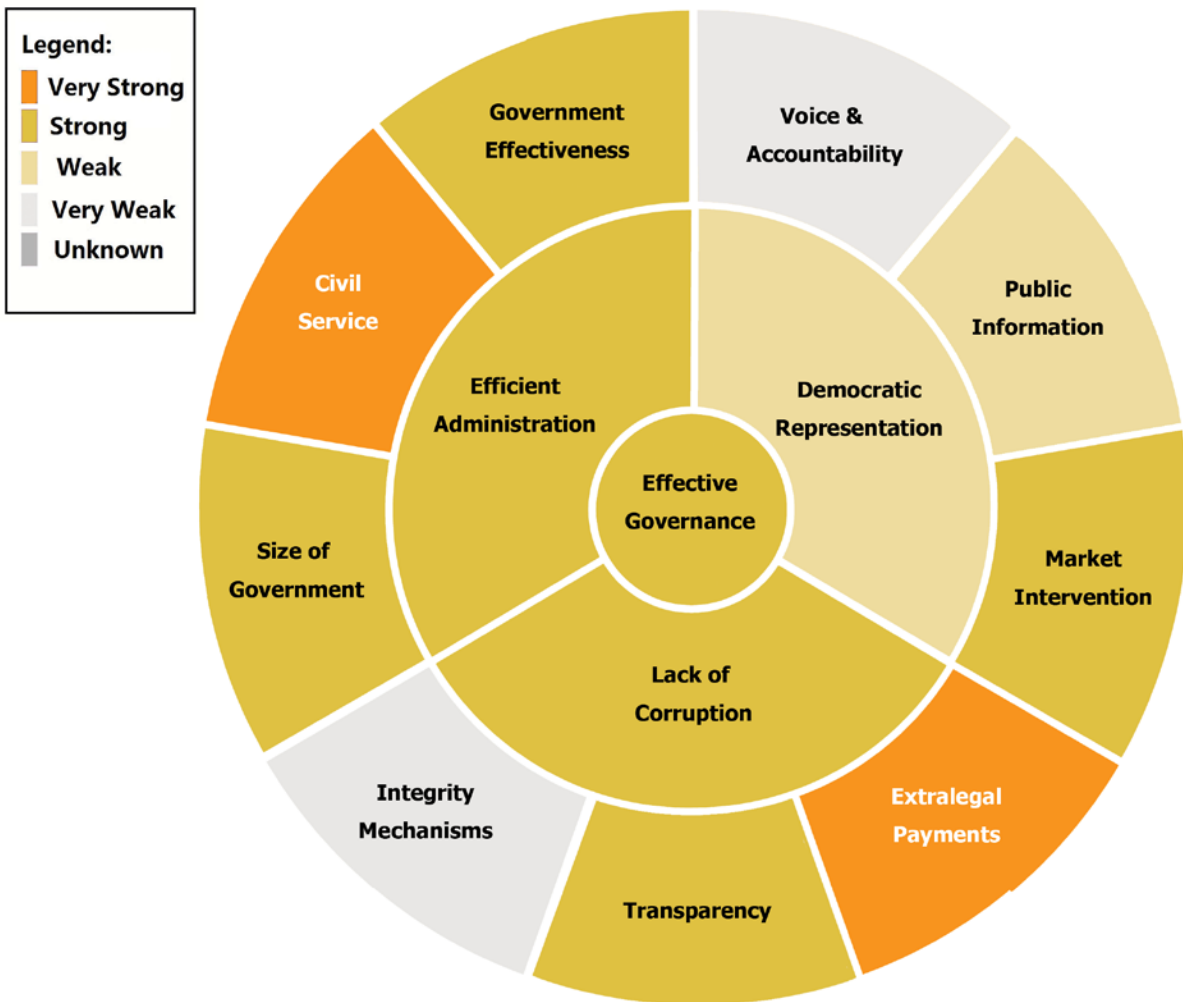 Legend:
Very Strong
Strong
Weak
Very Weak
Unknown
Government
Effectiveness
Voice &
Accountability
Civil
Service
Public
Information
Efficient
Administration
Democratic
Representation
Effective
Governance
Size of
Government
Market
Intervention
Lack of
Corruption
Integrity
Mechanisms
Extralegal
Payments
Transparency